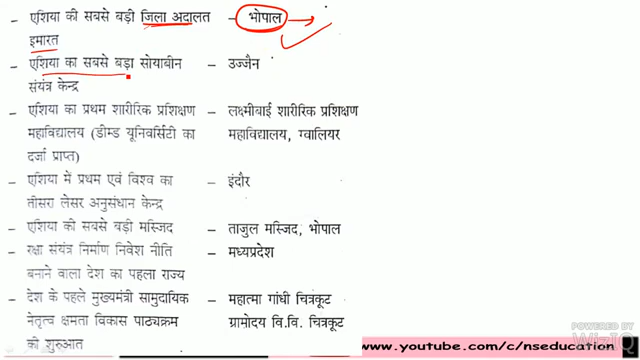 – एशिया की सबसे बड़ी जिला अदालत – भोपाल
इमारत
– एशिया का सबसे बड़ा सोयाबीन – उज्जैन
संयंत्र केन्द्र
– एशिया का प्रथम शारीरिक प्रशिक्षण – लक्ष्मीबाई शारीरिक प्रशिक्षण
महाविद्यालय (डीम्ड यूनिवर्सिटी का महाविद्यालय, ग्वालियर
दर्जा प्राप्त)
– एशिया में प्रथम एवं विश्व का – इंदौर
तीसरा लेसर अनुसंधान केन्द्र
– एशिया की सबसे बड़ी मस्जिद – ताजुल मस्जिद, भोपाल
– रक्षा संयंत्र निर्माण निवेश नीति – मध्यप्रदेश
बनाने वाला देश का पहला राज्य
– देश के पहले मुख्यमंत्री सामुदायिक – महात्मा गांधी चित्रकूट
नेतृत्व क्षमता विकास पाठ्यक्रम ग्रामोदय वि.वि. चित्रकूट
की शुरुआत
POWERED BY
www.youtube.com/c/nseducation